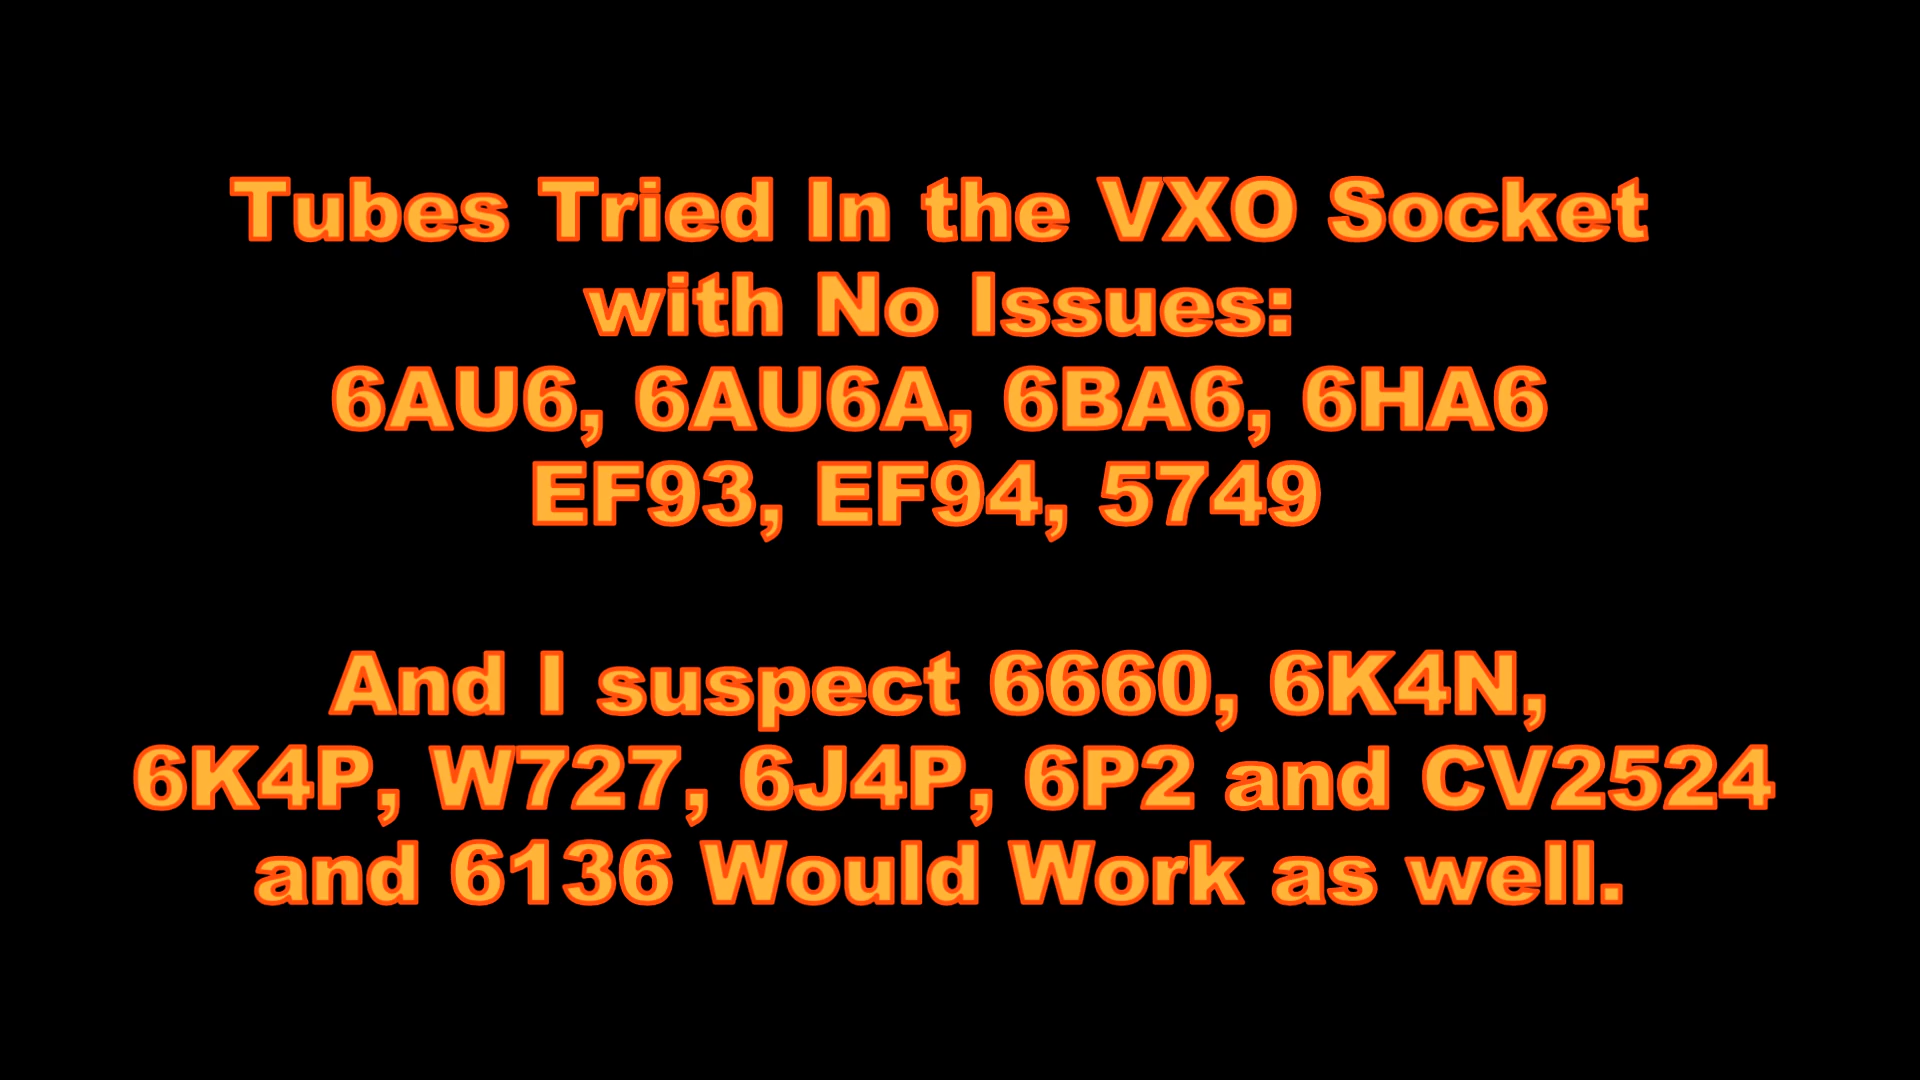 Tubes Tried In the VXO Socket
with No Issues:
6AU6, 6AU6A, 6BA6, 6HA6
EF93, EF94, 5749
And I suspect 6660, 6K4N,
6K4P, W727, 6J4P, 6P2 and CV2524
and 6136 Would Work as well.